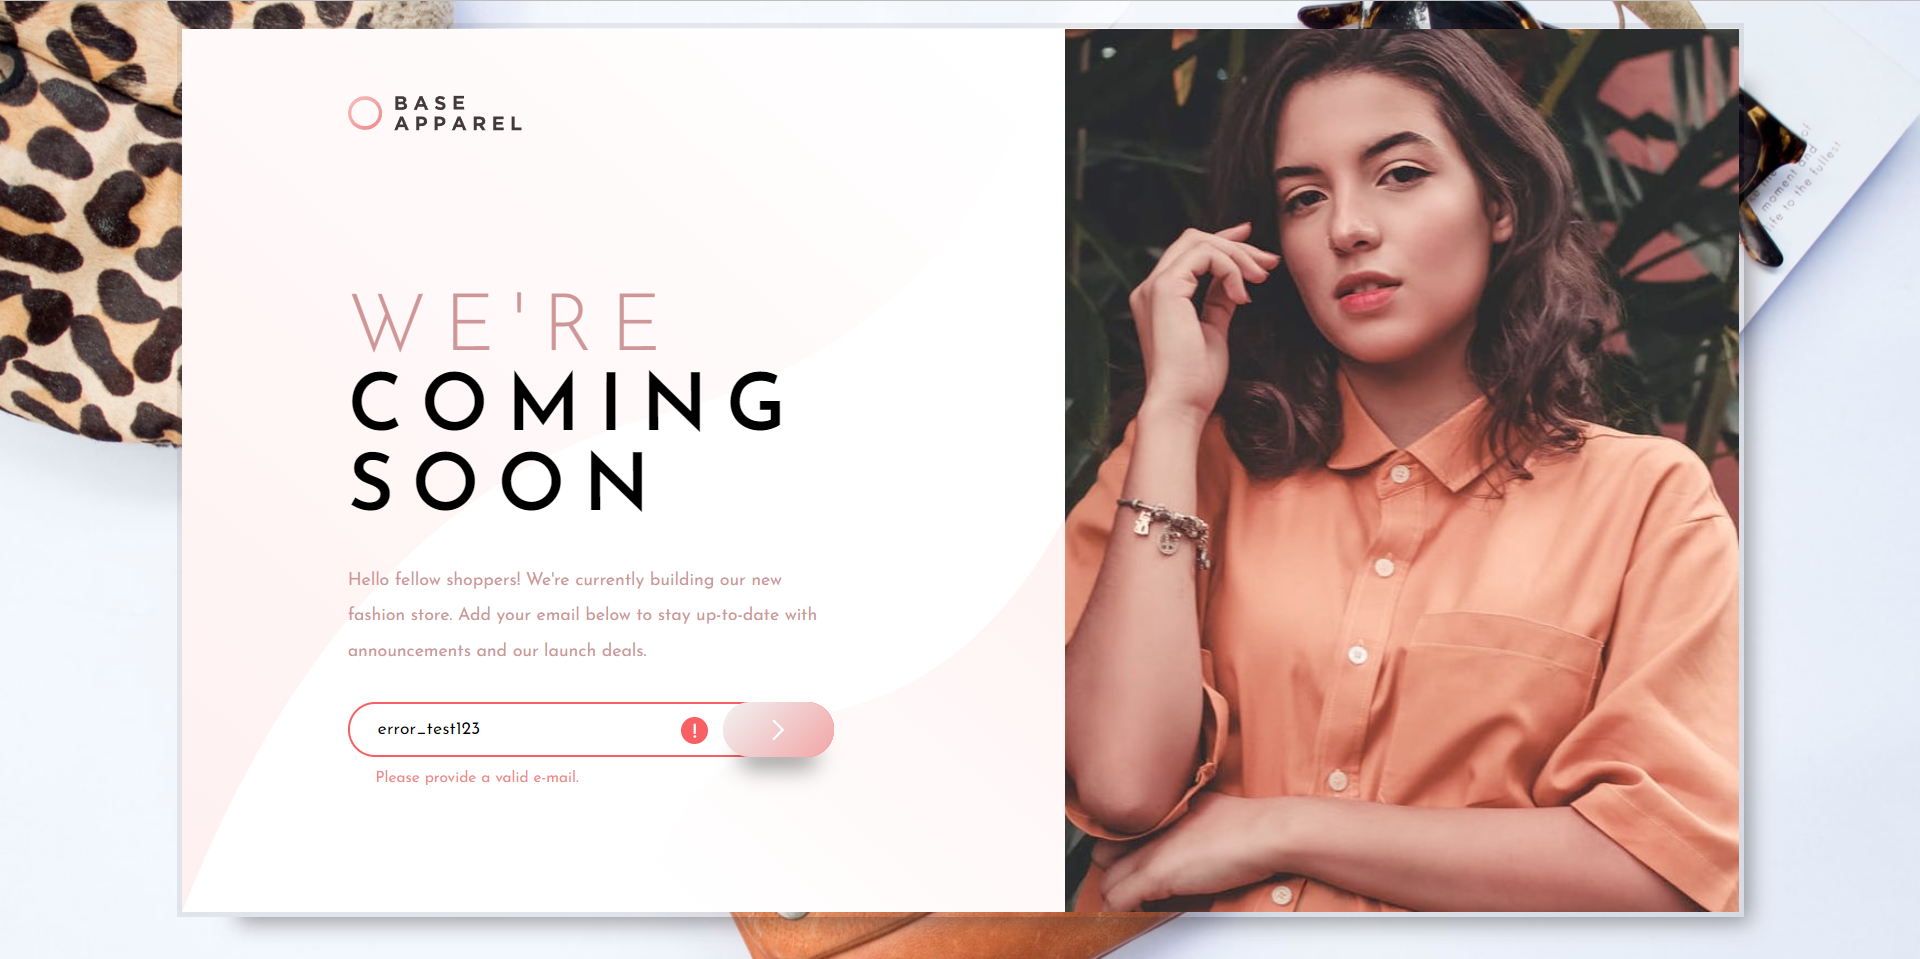 BASE
APPAREL
WE'RE
COMING
SOON
Hello fellow shoppers! We're currently building our new
fashion store. Add your email below to stay up-to-date with
announcements and our launch deals.
error_test123
!
Please provide a valid e-mail.
moment and
life to the fullest